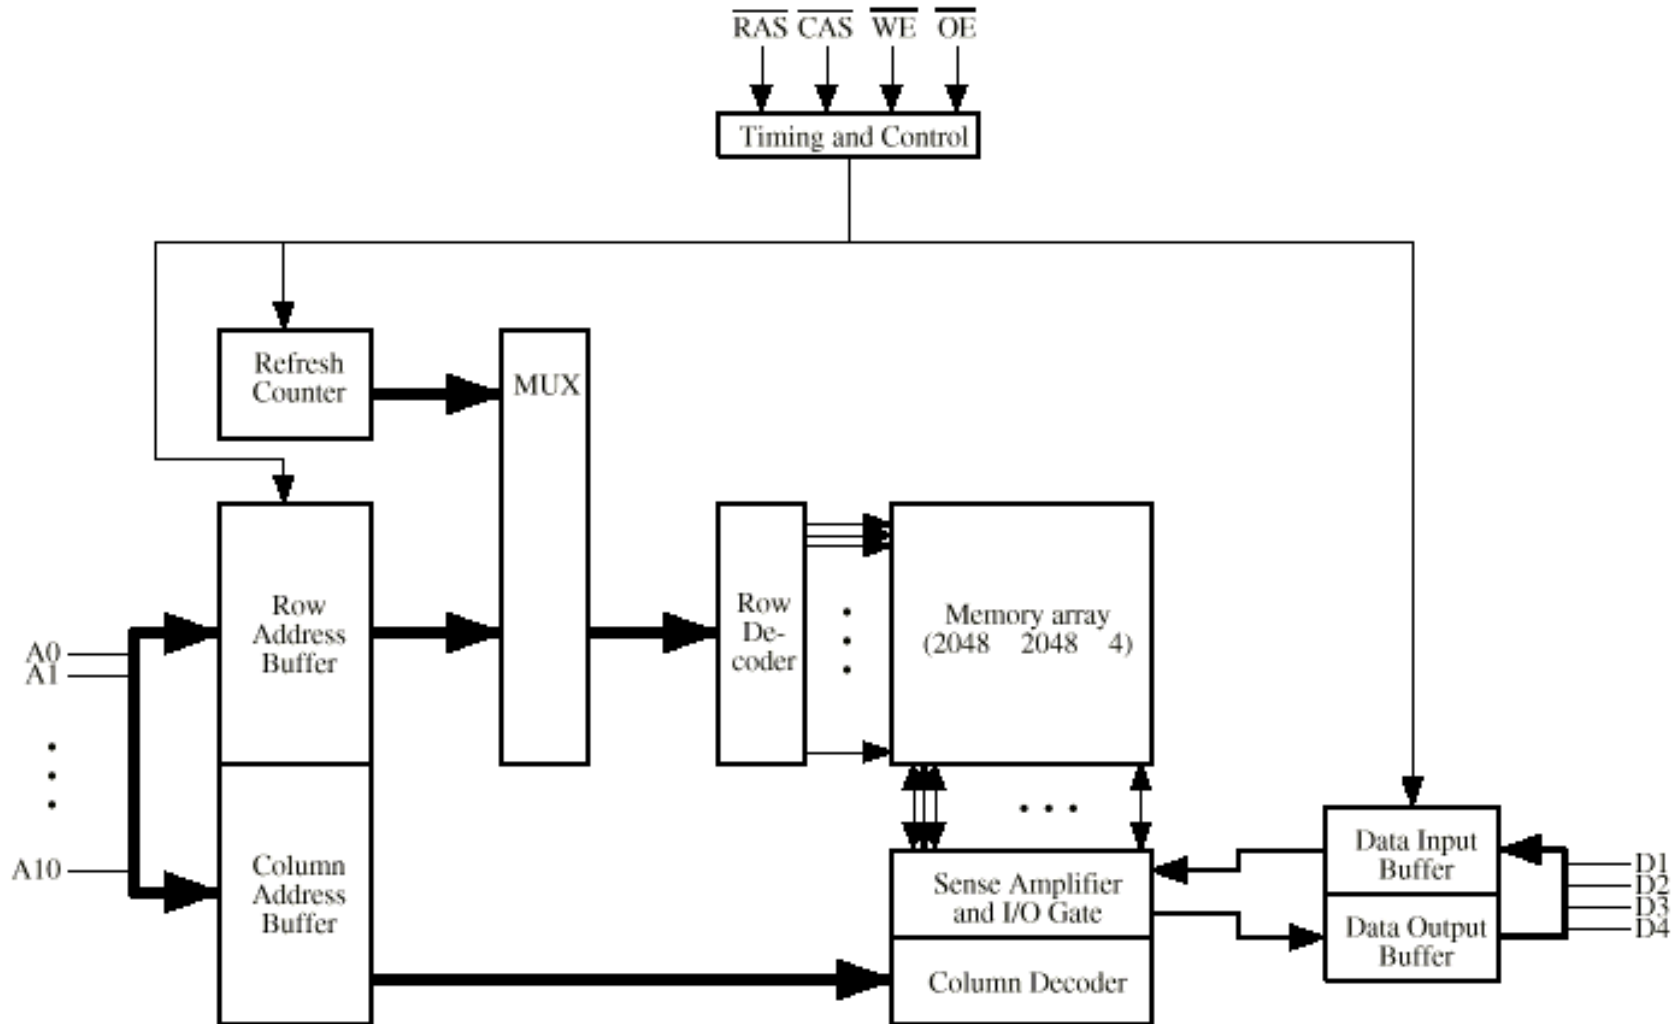 RAS CAS WE OE
Timing and Control
Refresh
Counter
MUX
Row
Address
Buffer
Row
De-
coder
Memory array
(2048 2048 4)
A0
A1
A10
Column
Address
Buffer
Sense Amplifier
and I/O Gate
Column Decoder
Data Input
Buffer
Data Output
Buffer
D1
D2
D3
D4